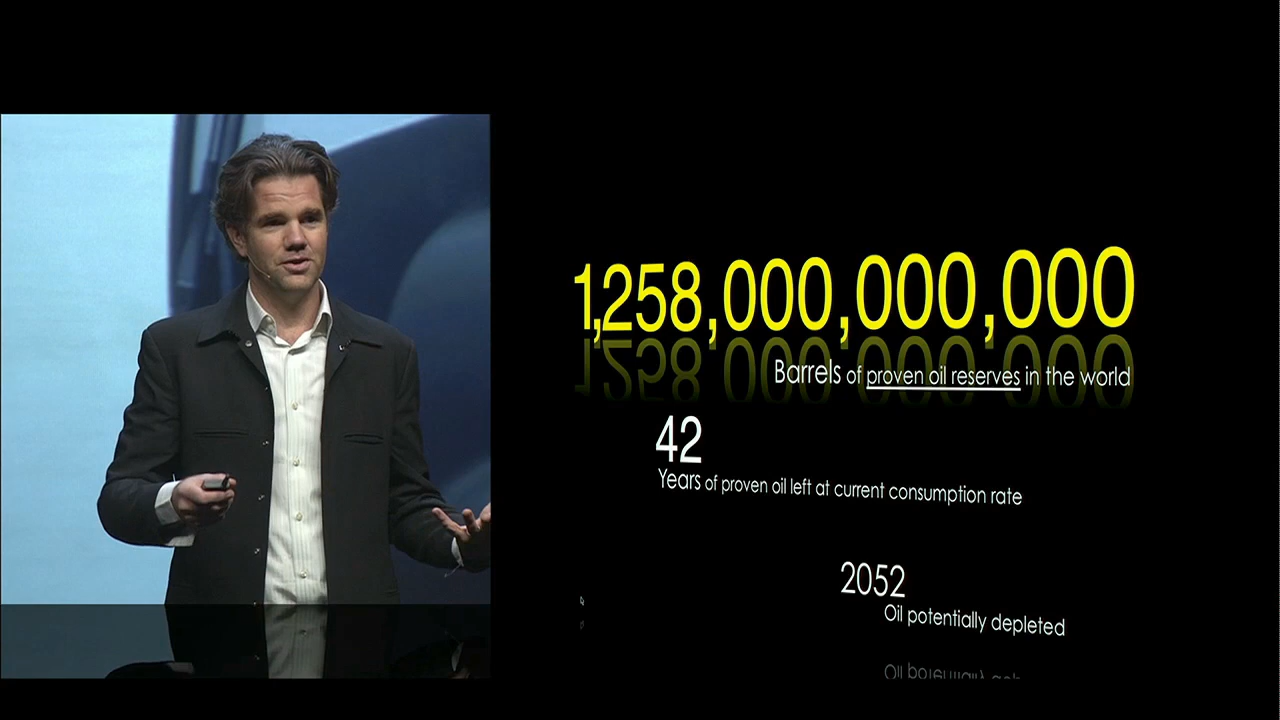 1,258,000,000,000
Barrels of proven oil reserves in the world
42
Years of proven oil left at current consumption rate
2052
Oil potentially depleted